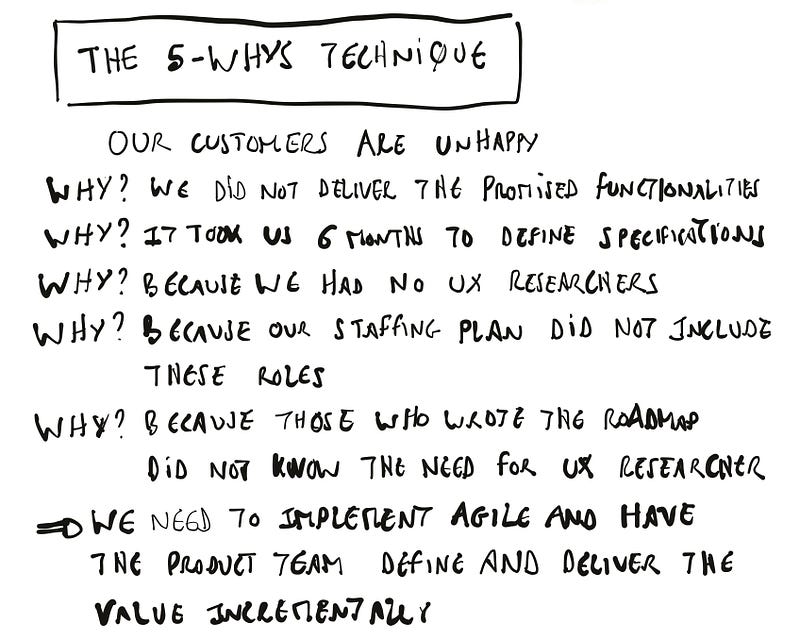 THE 5-WHYS TECHNIQUE
OUR CUSTOMERS ARE UNHAPPY
WHY? WE DID NOT DELIVER THE PROMISED FUNCTIONALITIES
WHY? IT TOOK US 6 MONTHS TO DEFINE SPECIFICATIONS
WHY? BECAUSE WE HAD NO UX RESEARCHERS
WHY? BECAUSE OUR STAFFING PLAN DID NOT INCLUDE
THESE ROLES
WHY? BECAUSE THOSE WHO WROTE THE ROADMAP
DID NOT KNOW THE NEED FOR UX RESEARCHER
⇒ WE NEED TO IMPLEMENT AGILE AND HAVE
THE PRODUCT TEAM DEFINE AND DELIVER THE
VALUE INCREMENTALLY